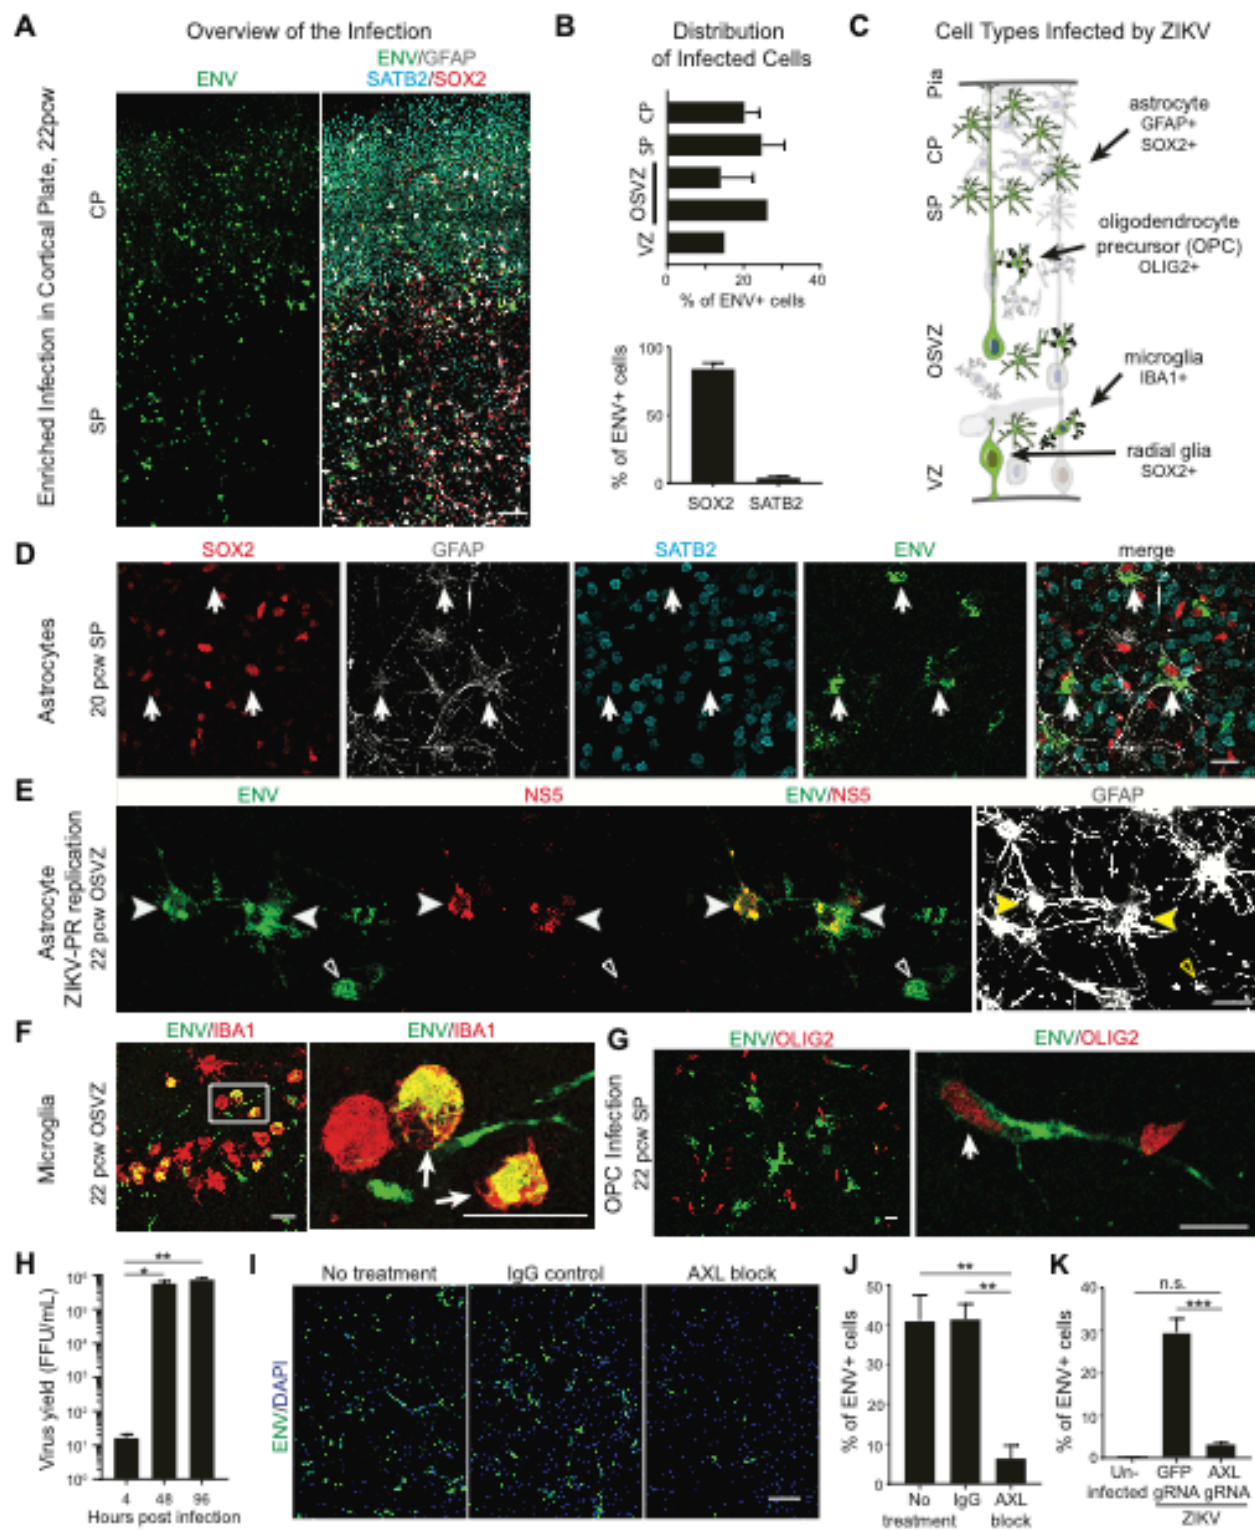 A
Overview of the Infection
ENV
ENV/GFAP
SATB2/SOX2
Enriched Infection in Cortical Plate, 22pcw
CP
SP
B
Distribution
of Infected Cells
CP
SP
OSVZ
VZ
0 20 40
% of ENV+ cells
% of ENV+ cells
100
50
0
SOX2 SATB2
C
Cell Types Infected by ZIKV
Pia
CP
SP
OSVZ
VZ
astrocyte
GFAP+
SOX2+
oligodendrocyte
precursor (OPC)
OLIG2+
microglia
IBA1+
radial glia
SOX2+
D
SOX2 GFAP SATB2 ENV merge
Astrocytes
20 pcw SP
E
ENV NS5 ENV/NS5 GFAP
Astrocyte
ZIKV-PR replication
22 pcw OSVZ
F
ENV/IBA1 ENV/IBA1
Microglia
22 pcw OSVZ
G
ENV/OLIG2 ENV/OLIG2
OPC Infection
22 pcw SP
H
** 
*
Virus yield (FFU/mL)
10⁶
10⁵
10⁴
10³
10²
10¹
10⁰
4 48 96
Hours post infection
I
No treatment IgG control AXL block
ENV/DAPI
J
**
**
% of ENV+ cells
50
40
30
20
10
0
No
treatment
IgG
AXL
block
K
n.s.
***
% of ENV+ cells
40
30
20
10
0
Un-
infected
GFP
gRNA
AXL
gRNA
ZIKV